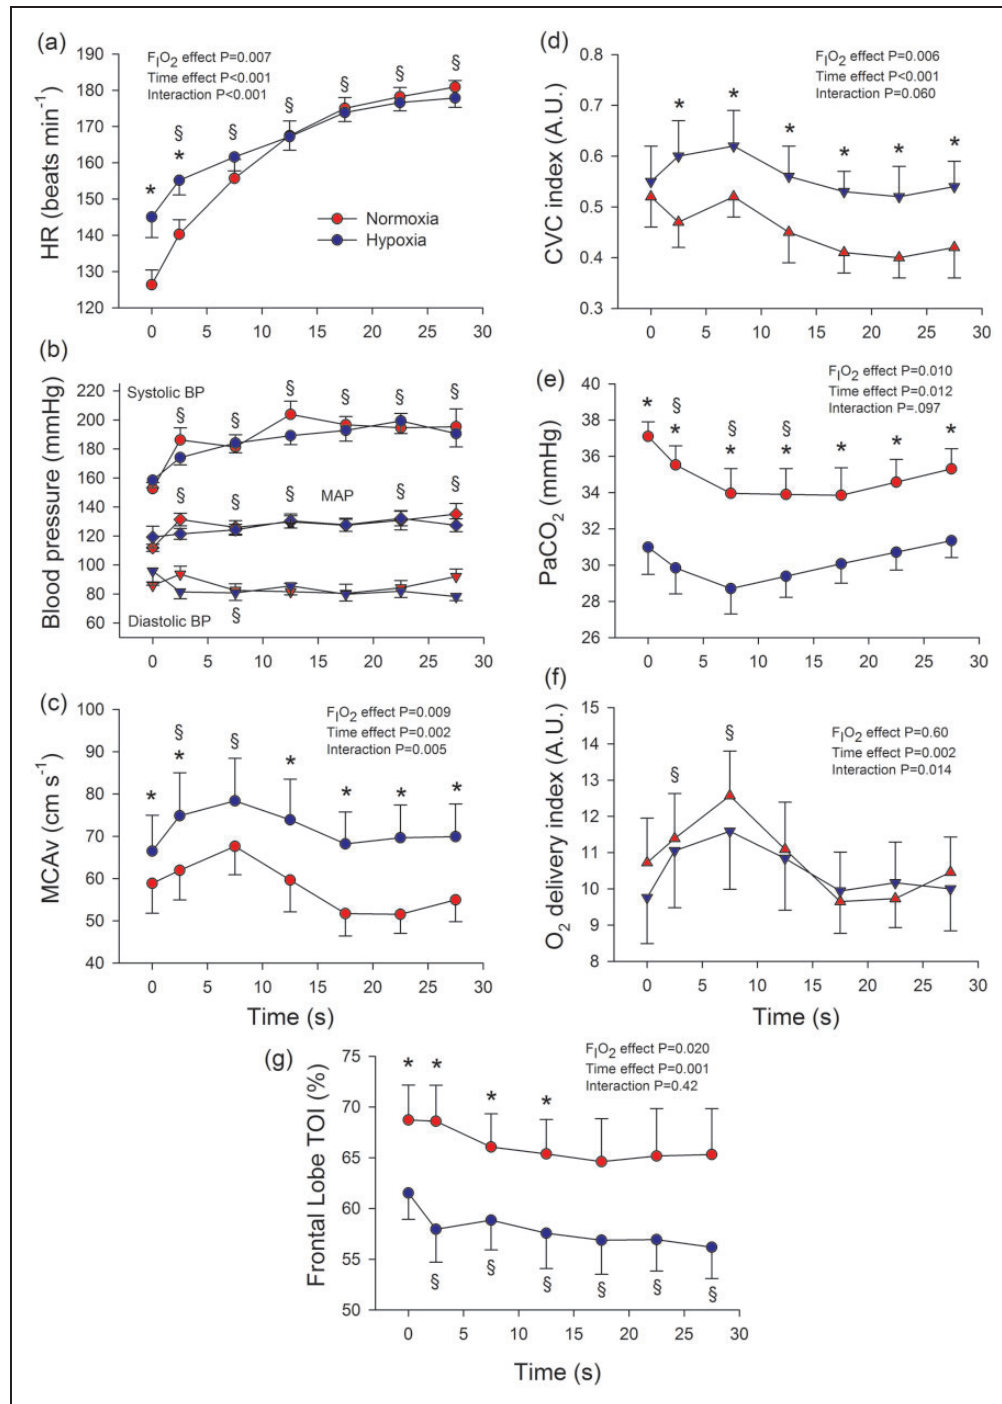 (a)
F_IO_2 effect P=0.007
Time effect P<0.001
Interaction P<0.001
HR (beats min⁻¹)
190
180
170
160
150
140
130
120
§
§
§
§
§
§
*
*
Normoxia
Hypoxia
0 5 10 15 20 25 30
(b)
Systolic BP
Blood pressure (mmHg)
220
200
180
160
140
120
100
80
60
§ § § § § §
MAP
§ § § § §
Diastolic BP
§
0 5 10 15 20 25 30
(c)
F_IO_2 effect P=0.009
Time effect P=0.002
Interaction P=0.005
MCAv (cm s⁻¹)
100
90
80
70
60
50
40
§ §
* * * * * *
0 5 10 15 20 25 30
Time (s)
(d)
F_IO_2 effect P=0.006
Time effect P<0.001
Interaction P=0.060
CVC index (A.U.)
0.8
0.7
0.6
0.5
0.4
0.3
* * * * * *
0 5 10 15 20 25 30
(e)
F_IO_2 effect P=0.010
Time effect P=0.012
Interaction P=.097
PaCO_2 (mmHg)
40
38
36
34
32
30
28
26
§ § §
* * * * * * *
0 5 10 15 20 25 30
(f)
F_IO_2 effect P=0.60
Time effect P=0.002
Interaction P=0.014
O_2 delivery index (A.U.)
15
14
13
12
11
10
9
8
§ §
0 5 10 15 20 25 30
Time (s)
(g)
F_IO_2 effect P=0.020
Time effect P=0.001
Interaction P=0.42
Frontal Lobe TOI (%)
75
70
65
60
55
50
* * * *
§ § § § § §
0 5 10 15 20 25 30
Time (s)